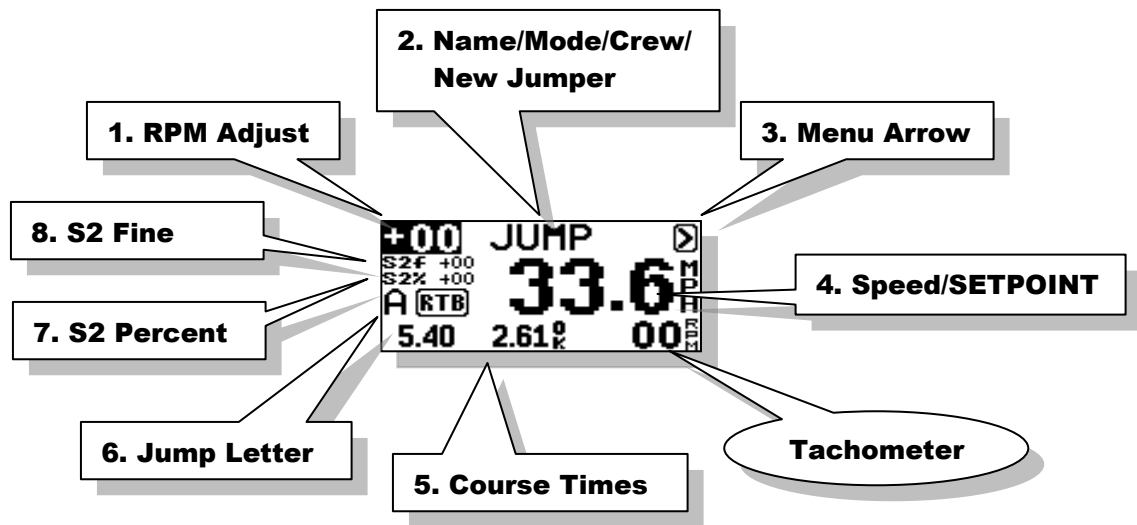 2. Name/Mode/Crew/
New Jumper
1. RPM Adjust
3. Menu Arrow
8. S2 Fine
+00 JUMP >
S2f +00
S2% +00
33.6 MPH
4. Speed/SETPOINT
7. S2 Percent
A RTB
5.40 2.61 OK 00 RPM
6. Jump Letter
Tachometer
5. Course Times